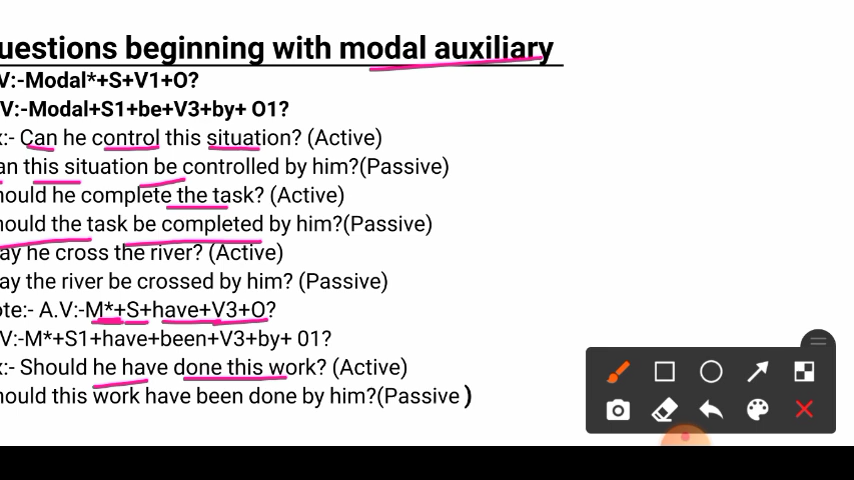 uestions beginning with modal auxiliary
V:-Modal*+S+V1+O?
V:-Modal+S1+be+V3+by+ O1?
x:- Can he control this situation? (Active)
an this situation be controlled by him?(Passive)
hould he complete the task? (Active)
hould the task be completed by him?(Passive)
ay he cross the river? (Active)
ay the river be crossed by him? (Passive)
ote:- A.V:-M*+S+have+V3+O?
V:-M*+S1+have+been+V3+by+ 01?
x:- Should he have done this work? (Active)
hould this work have been done by him?(Passive )